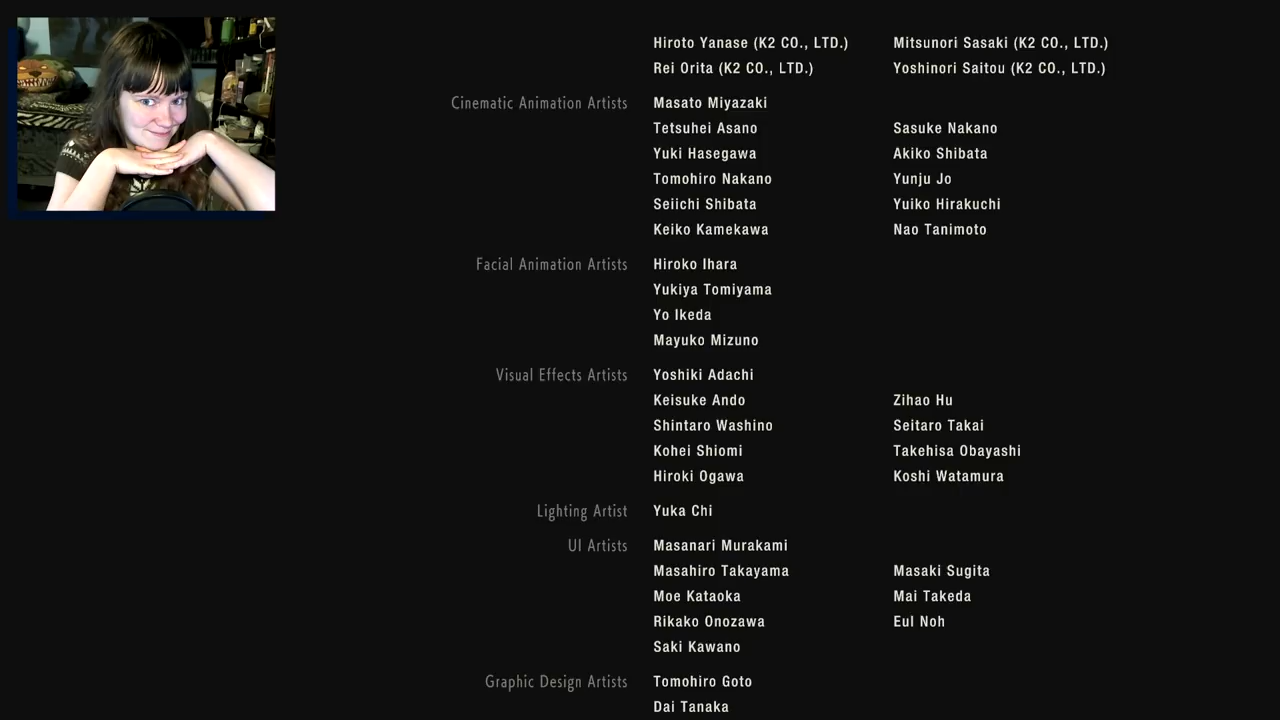 Hiroto Yanase (K2 CO., LTD.) Mitsunori Sasaki (K2 CO., LTD.)
Rei Orita (K2 CO., LTD.) Yoshinori Saitou (K2 CO., LTD.)
Cinematic Animation Artists Masato Miyazaki
Tetsuhei Asano Sasuke Nakano
Yuki Hasegawa Akiko Shibata
Tomohiro Nakano Yunju Jo
Seiichi Shibata Yuiko Hirakuchi
Keiko Kamekawa Nao Tanimoto
Facial Animation Artists Hiroko Ihara
Yukiya Tomiyama
Yo Ikeda
Mayuko Mizuno
Visual Effects Artists Yoshiki Adachi
Keisuke Ando Zihao Hu
Shintaro Washino Seitaro Takai
Kohei Shiomi Takehisa Obayashi
Hiroki Ogawa Koshi Watamura
Lighting Artist Yuka Chi
UI Artists Masanari Murakami
Masahiro Takayama Masaki Sugita
Moe Kataoka Mai Takeda
Rikako Onozawa Eul Noh
Saki Kawano
Graphic Design Artists Tomohiro Goto
Dai Tanaka